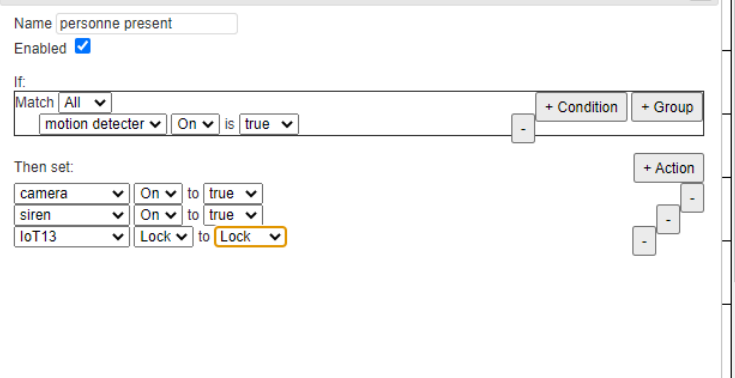 Name personne present
Enabled
If:
Match All + Condition + Group
motion detecter On is true -
Then set: + Action
camera On to true -
siren On to true -
IoT13 Lock to Lock -